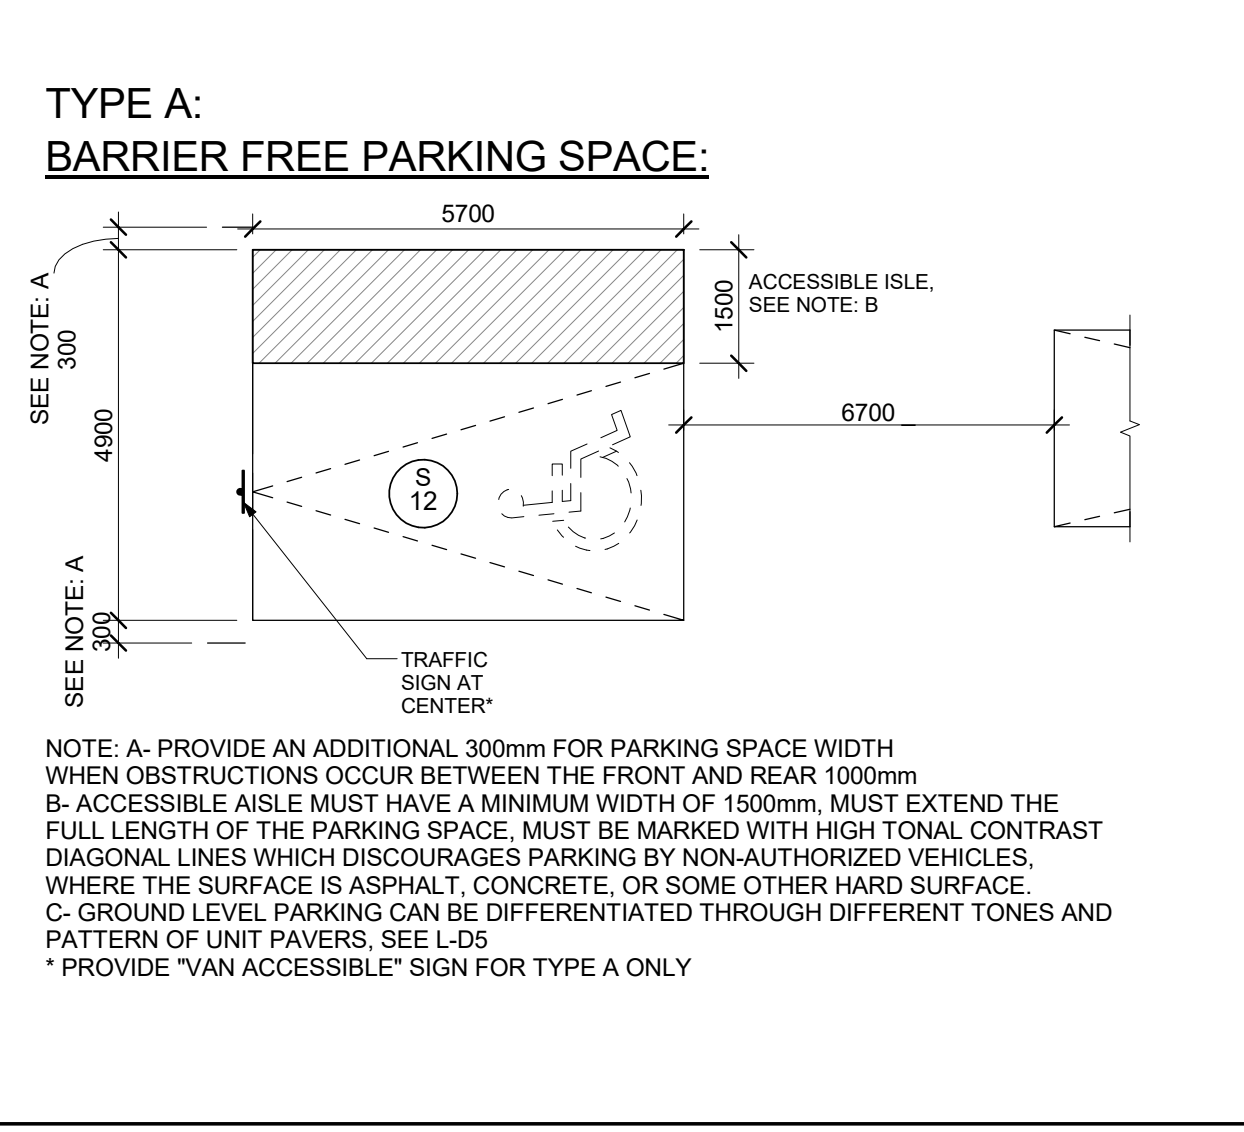 TYPE A:
BARRIER FREE PARKING SPACE:
5700
SEE NOTE: A
300
1500
ACCESSIBLE ISLE,
SEE NOTE: B
4900
6700
S
12
SEE NOTE: A
300
TRAFFIC
SIGN AT
CENTER*
NOTE: A- PROVIDE AN ADDITIONAL 300mm FOR PARKING SPACE WIDTH
WHEN OBSTRUCTIONS OCCUR BETWEEN THE FRONT AND REAR 1000mm
B- ACCESSIBLE AISLE MUST HAVE A MINIMUM WIDTH OF 1500mm, MUST EXTEND THE
FULL LENGTH OF THE PARKING SPACE, MUST BE MARKED WITH HIGH TONAL CONTRAST
DIAGONAL LINES WHICH DISCOURAGES PARKING BY NON-AUTHORIZED VEHICLES,
WHERE THE SURFACE IS ASPHALT, CONCRETE, OR SOME OTHER HARD SURFACE.
C- GROUND LEVEL PARKING CAN BE DIFFERENTIATED THROUGH DIFFERENT TONES AND
PATTERN OF UNIT PAVERS, SEE L-D5
* PROVIDE "VAN ACCESSIBLE" SIGN FOR TYPE A ONLY